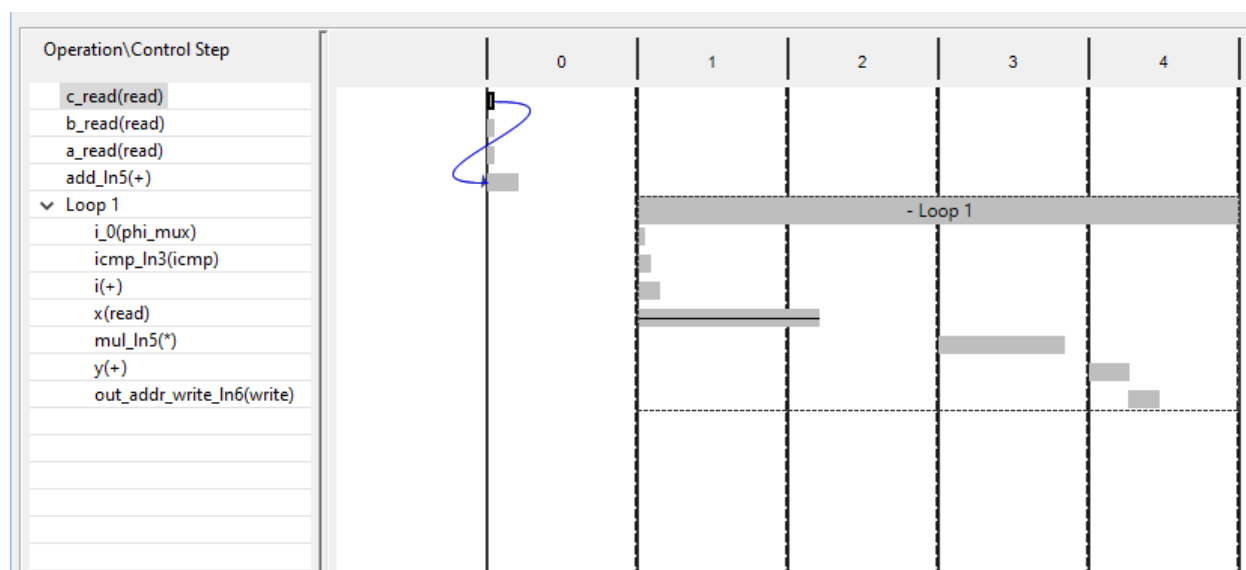 Operation\Control Step
0 1 2 3 4
c_read(read)
b_read(read)
a_read(read)
add_ln5(+)
Loop 1
- Loop 1
i_0(phi_mux)
icmp_ln3(icmp)
i(+)
x(read)
mul_ln5(*)
y(+)
out_addr_write_ln6(write)